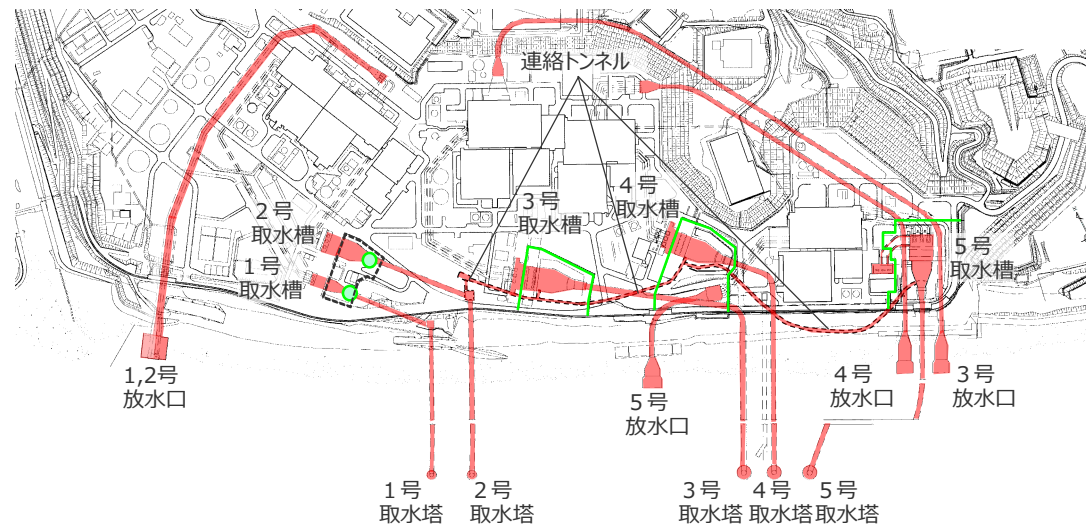 連絡トンネル
２号
取水槽
１号
取水槽
３号
取水槽
４号
取水槽
５号
取水槽
1,2号
放水口
５号
放水口
４号
放水口
３号
放水口
１号
取水塔
２号
取水塔
３号
取水塔
４号
取水塔
５号
取水塔